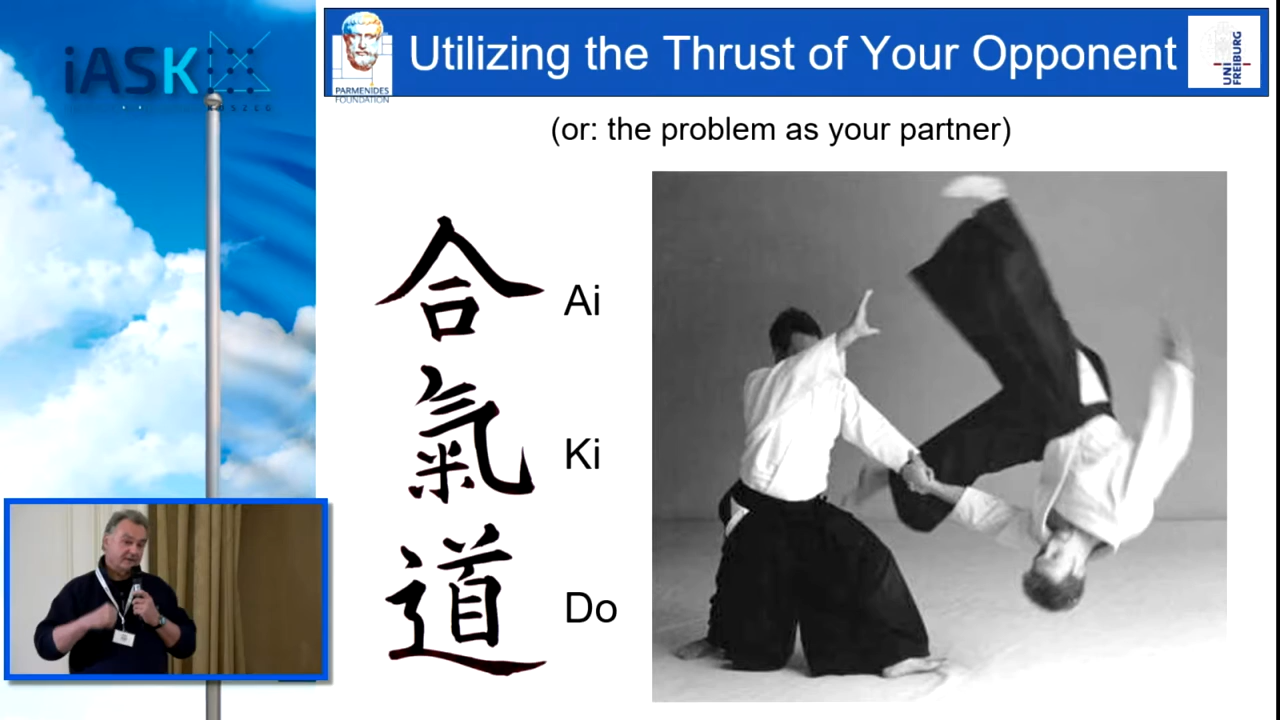 iASK
KOSZEG
PARMENIDES
FOUNDATION
Utilizing the Thrust of Your Opponent
UNI
FREIBURG
(or: the problem as your partner)
合 Ai
氣 Ki
道 Do